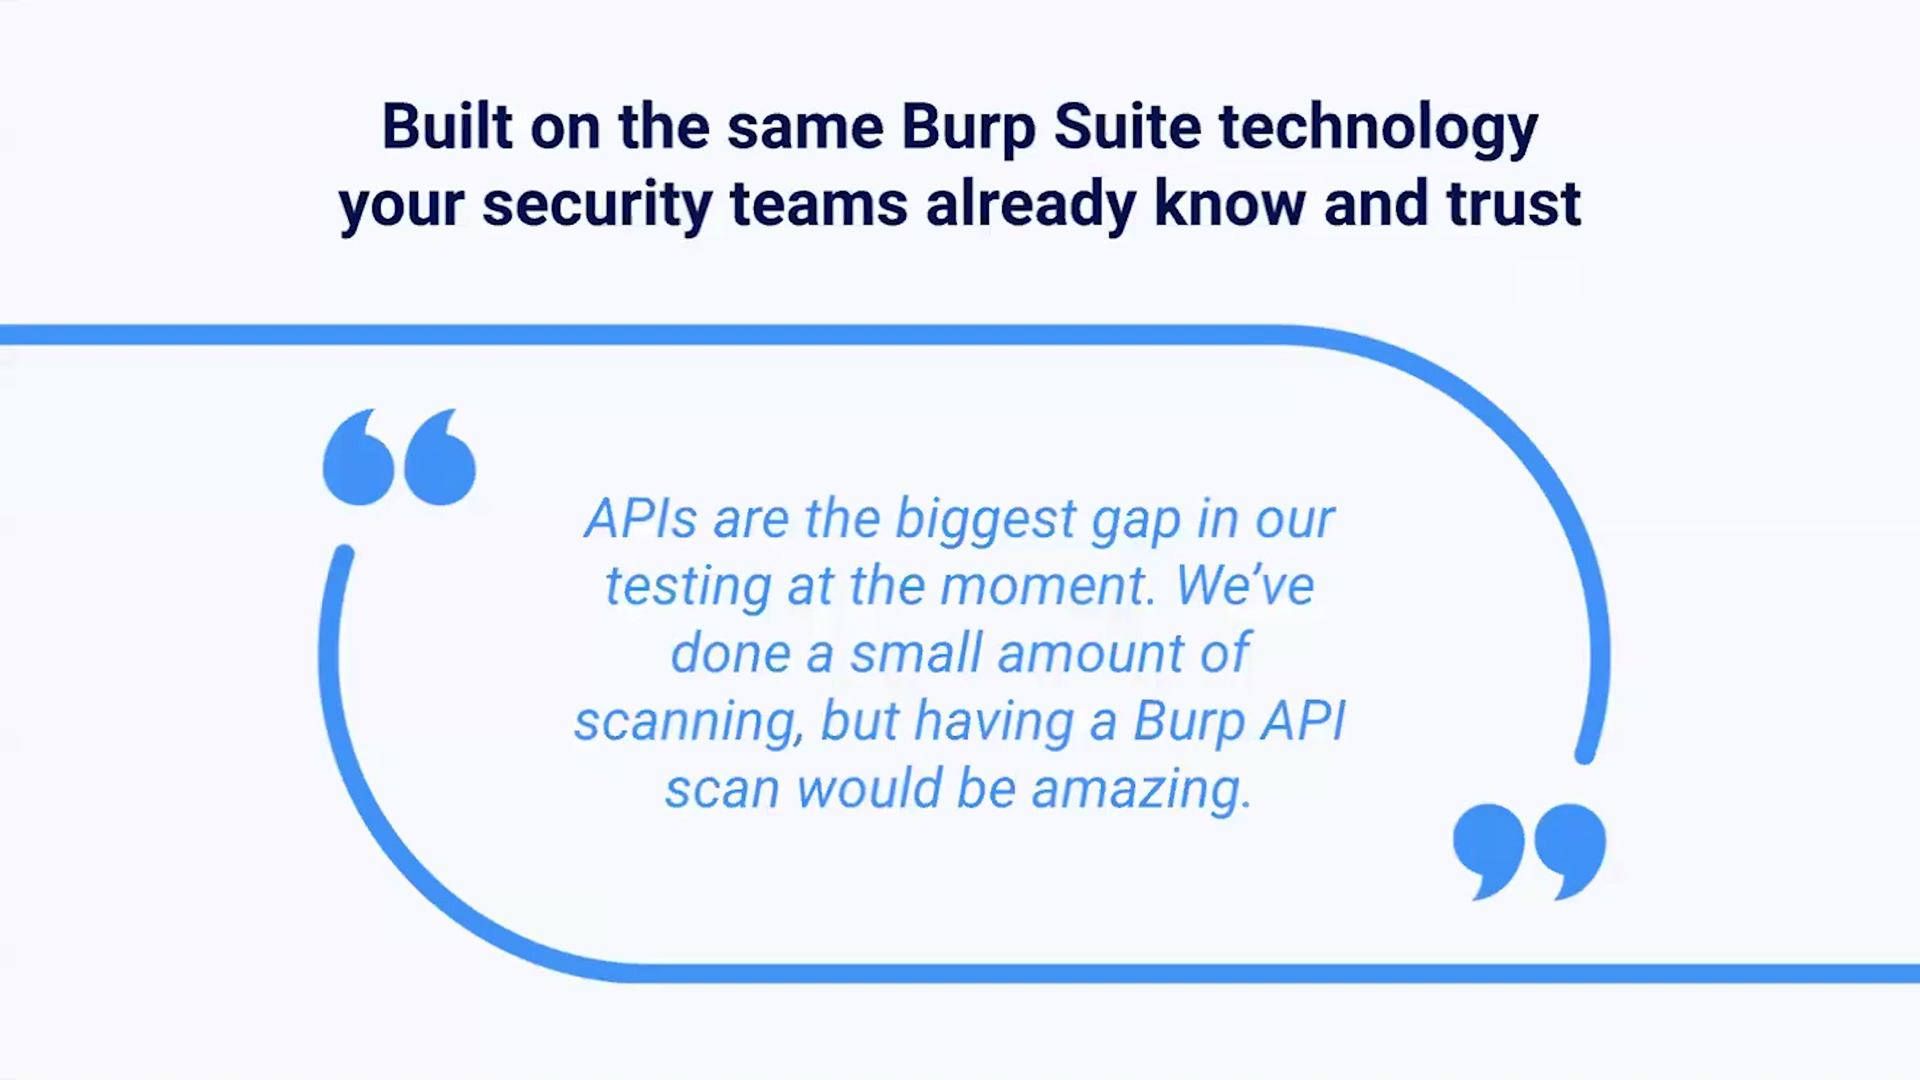 Built on the same Burp Suite technology
your security teams already know and trust
“
APIs are the biggest gap in our
testing at the moment. We’ve
done a small amount of
scanning, but having a Burp API
scan would be amazing.
”